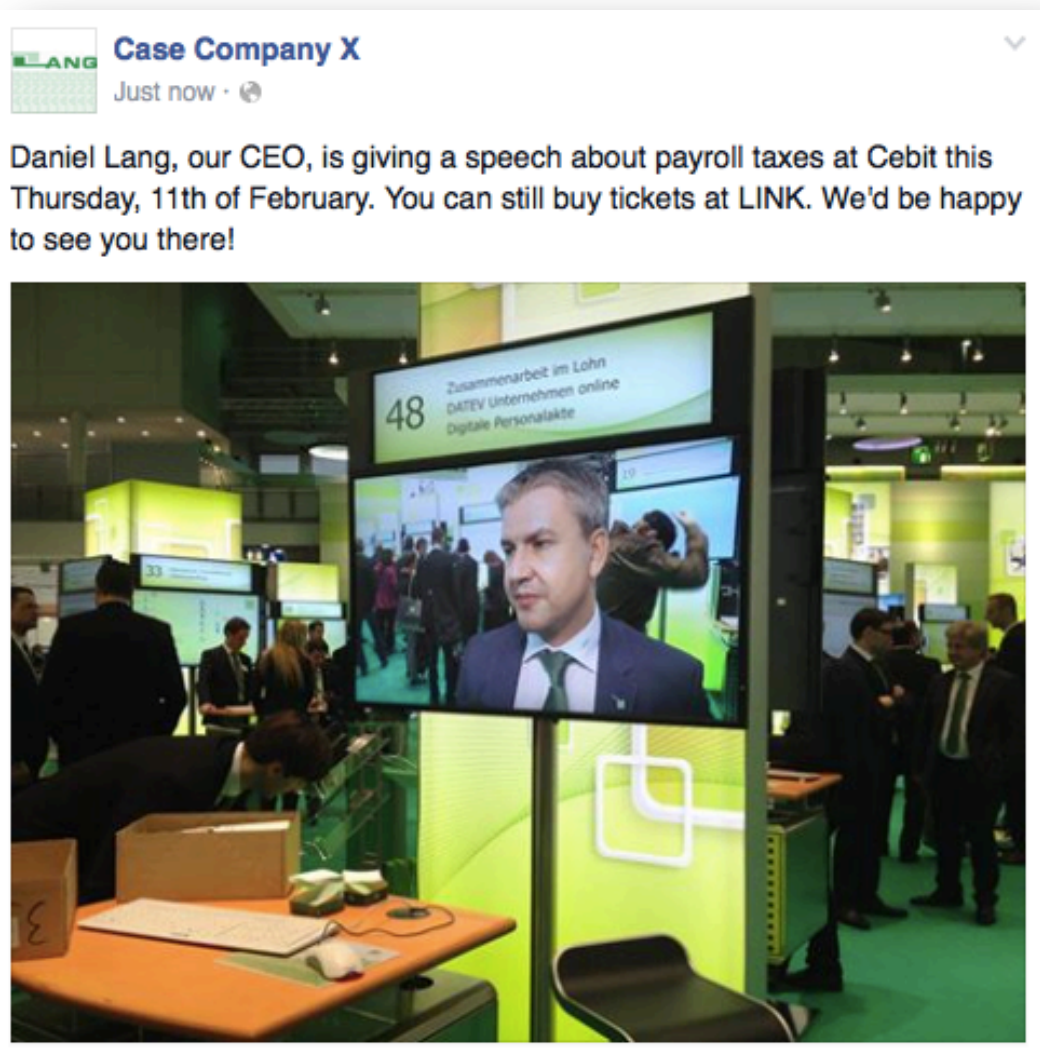 LANG
Case Company X
Just now ·
Daniel Lang, our CEO, is giving a speech about payroll taxes at Cebit this
Thursday, 11th of February. You can still buy tickets at LINK. We'd be happy
to see you there!
48
Zusammenarbeit im Lohn
DATEV Unternehmen online
Digitale Personalakte
19
33